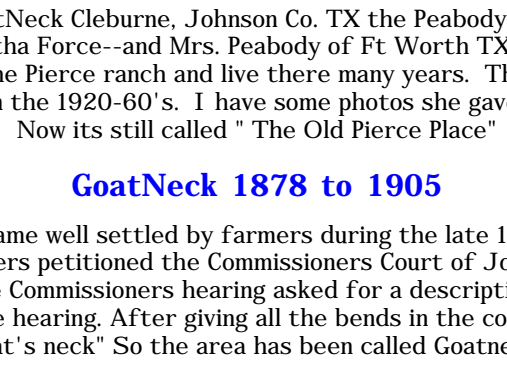 tNeck Cleburne, Johnson Co. TX the Peabody
tha Force--and Mrs. Peabody of Ft Worth TX
ne Pierce ranch and live there many years. Th
n the 1920-60's. I have some photos she gave
Now its still called " The Old Pierce Place"
GoatNeck 1878 to 1905
ame well settled by farmers during the late 1
ers petitioned the Commissioners Court of Jo
e Commissioners hearing asked for a descripti
e hearing. After giving all the bends in the co
at's neck" So the area has been called Goatne